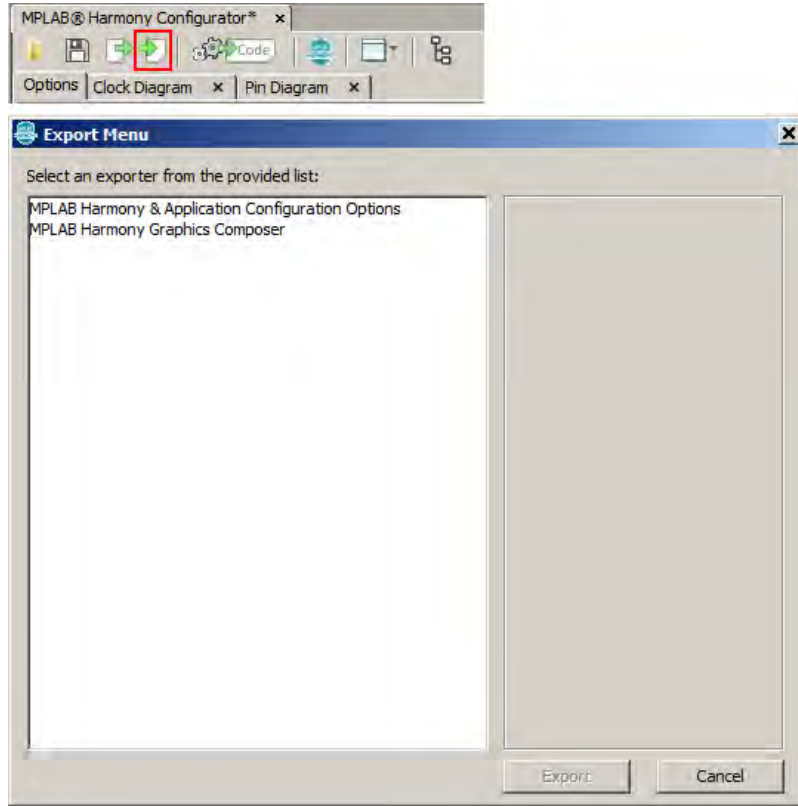 MPLAB® Harmony Configurator* x
Code
Options Clock Diagram x Pin Diagram x
Export Menu
Select an exporter from the provided list:
MPLAB Harmony & Application Configuration Options
MPLAB Harmony Graphics Composer
Export Cancel